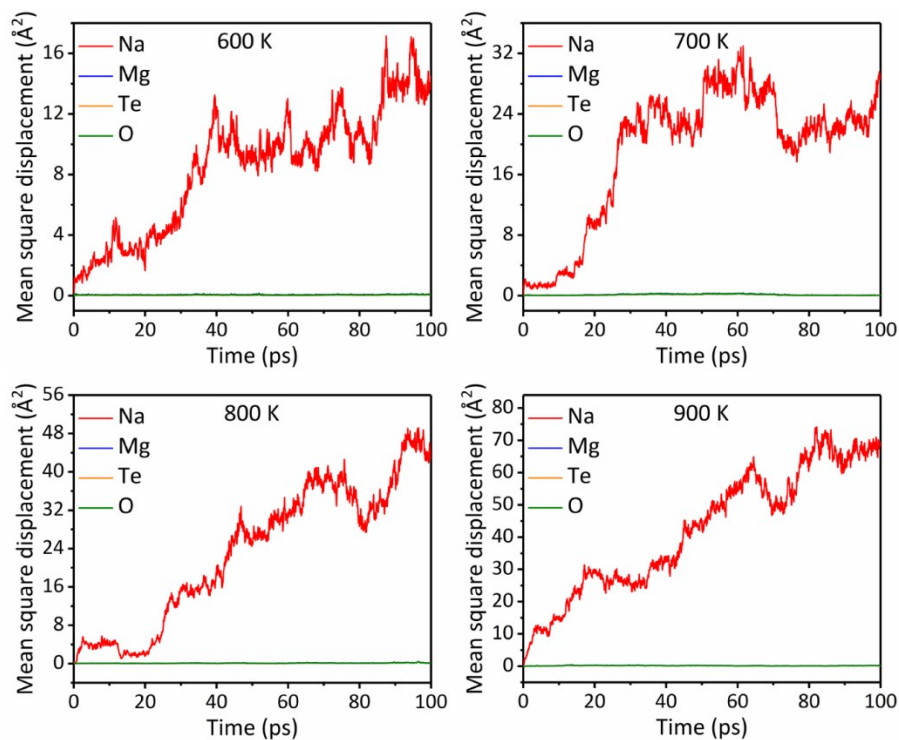 600 K
Na
Mg
Te
O
Mean square displacement (Å²)
16
12
8
4
0
0 20 40 60 80 100
Time (ps)
700 K
Na
Mg
Te
O
Mean square displacement (Å²)
32
24
16
8
0
0 20 40 60 80 100
Time (ps)
800 K
Na
Mg
Te
O
Mean square displacement (Å²)
56
48
40
32
24
16
8
0
0 20 40 60 80 100
Time (ps)
900 K
Na
Mg
Te
O
Mean square displacement (Å²)
80
70
60
50
40
30
20
10
0
0 20 40 60 80 100
Time (ps)